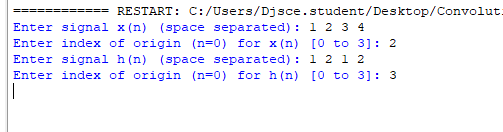 ============ RESTART: C:/Users/Djsce.student/Desktop/Convoluti
Enter signal x(n) (space separated): 1 2 3 4
Enter index of origin (n=0) for x(n) [0 to 3]: 2
Enter signal h(n) (space separated): 1 2 1 2
Enter index of origin (n=0) for h(n) [0 to 3]: 3